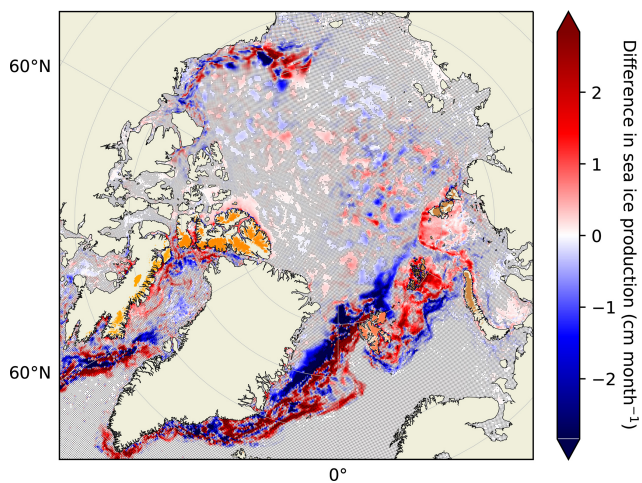 60°N
60°N
0°
2
1
0
−1
−2
Difference in sea ice production (cm month⁻¹)